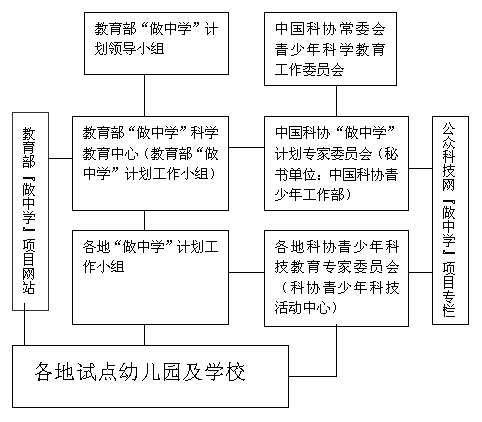 教育部“做中学”计
划领导小组
中国科协常委会
青少年科学教育
工作委员会
教育部『做中学』项目网站
教育部“做中学”科学
教育中心（教育部“做
中学”计划工作小组）
中国科协“做中学”
计划专家委员会（秘
书单位：中国科协青
少年工作部）
公众科技网『做中学』项目专栏
各地“做中学”计划工
作小组
各地科协青少年科
技教育专家委员会
（科协青少年科技
活动中心）
各地试点幼儿园及学校